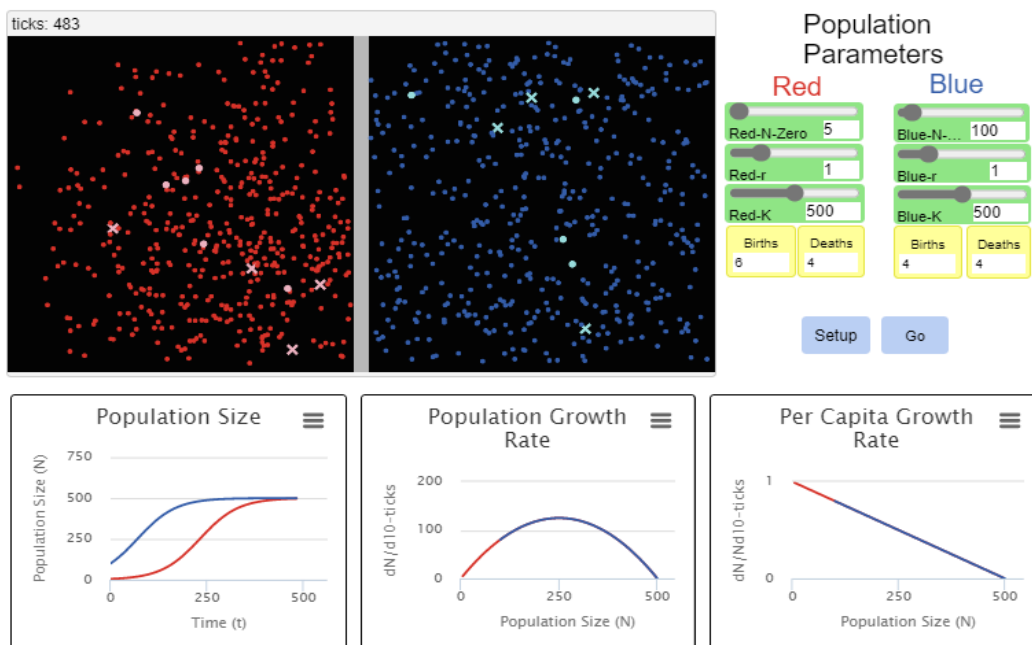 ticks: 483
Population
Parameters
Red
Blue
Red-N-Zero 5
Blue-N-... 100
Red-r 1
Blue-r 1
Red-K 500
Blue-K 500
Births
6
Deaths
4
Births
4
Deaths
4
Setup
Go
Population Size
750
500
250
0
Population Size (N)
0
250
500
Time (t)
Population Growth
Rate
200
100
0
dN/d10-ticks
0
250
500
Population Size (N)
Per Capita Growth
Rate
1
0
dN/Nd10-ticks
0
250
500
Population Size (N)